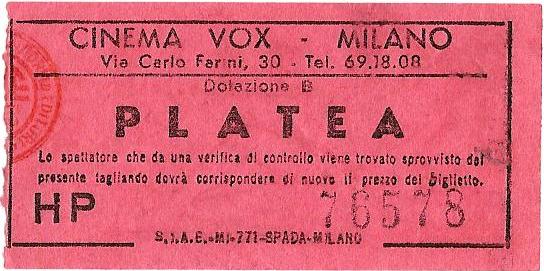 CINEMA VOX - MILANO
Via Carlo Farini, 30 - Tel. 69.18.08
Dotazione B
PLATEA
Lo spettatore che da una verifica di controllo viene trovato sprovvisto del
presente tagliando dovrà corrispondere di nuovo il prezzo del biglietto.
HP 76578
S.I.A.E.-MI-771-SPADA-MILANO